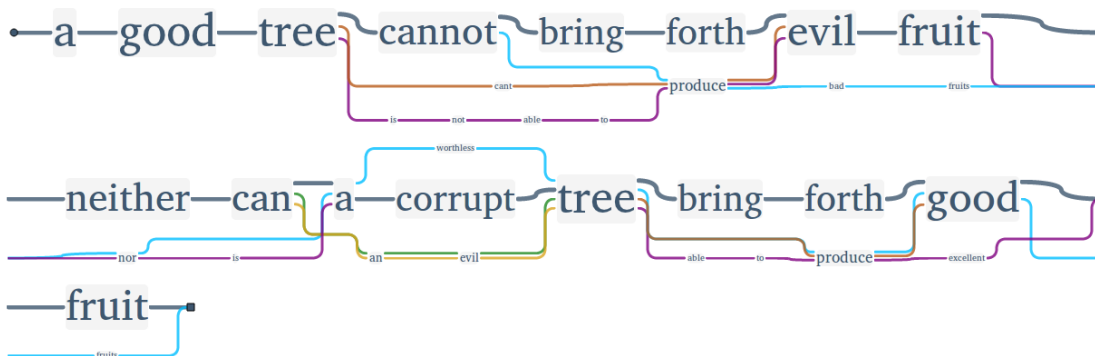 a good tree cannot bring forth evil fruit
cant produce bad fruits
is not able to
worthless
neither can a corrupt tree bring forth good
nor is an evil able to produce excellent
fruit
fruits